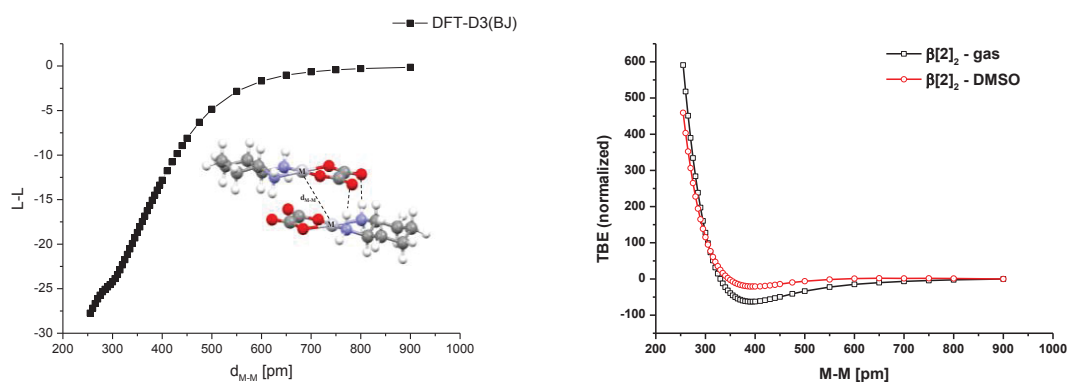 DFT-D3(BJ)
0
-5
-10
-15
-20
-25
-30
L-L
M
d_M-M
M
200 300 400 500 600 700 800 900 1000
d_M-M [pm]
β[2]₂ - gas
β[2]₂ - DMSO
600
500
400
300
200
100
0
-100
TBE (normalized)
200 300 400 500 600 700 800 900 1000
M-M [pm]